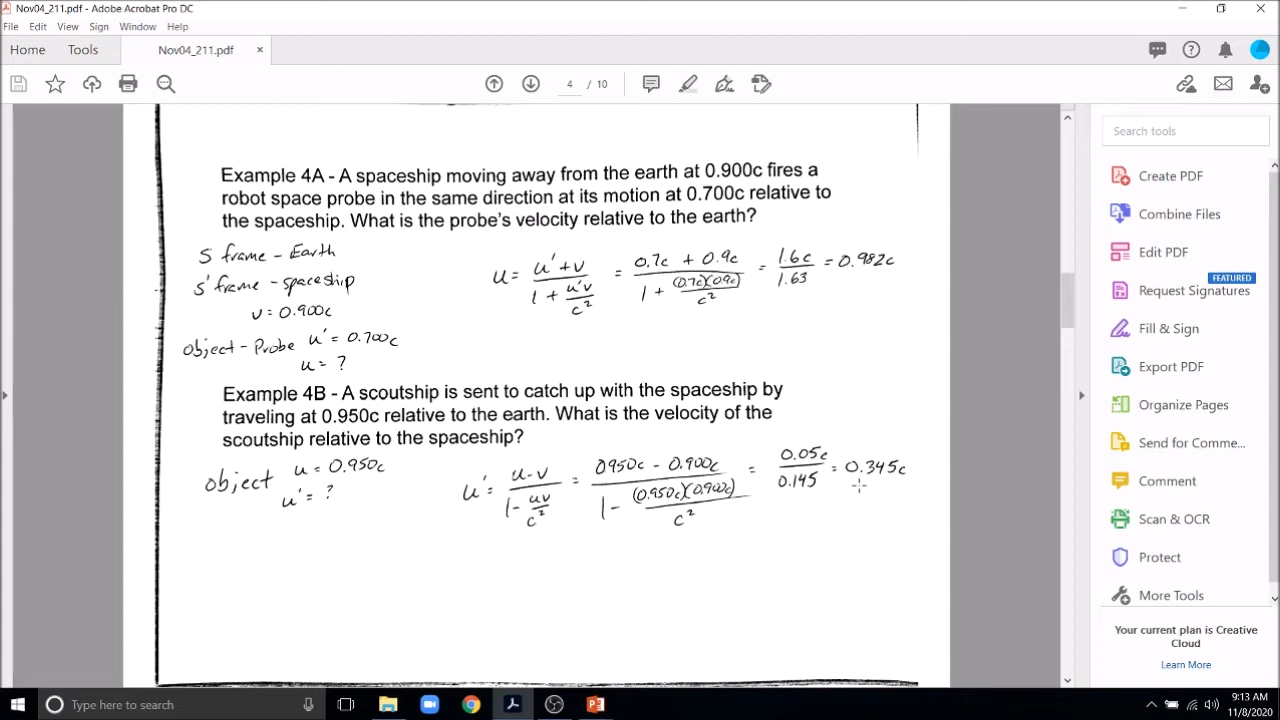 Nov04_211.pdf - Adobe Acrobat Pro DC
File Edit View Sign Window Help
Home Tools Nov04_211.pdf ×
4 / 10
Search tools
Create PDF
Combine Files
Edit PDF
FEATURED
Request Signatures
Fill & Sign
Export PDF
Organize Pages
Send for Comme...
Comment
Scan & OCR
Protect
More Tools
Your current plan is Creative
Cloud
Learn More
Example 4A - A spaceship moving away from the earth at 0.900c fires a
robot space probe in the same direction at its motion at 0.700c relative to
the spaceship. What is the probe's velocity relative to the earth?
S frame - Earth
S' frame - spaceship
v = 0.900c
object - Probe u' = 0.700c
u = ?
u = (u' + v) / (1 + u'v/c²) = (0.7c + 0.9c) / (1 + (0.7c)(0.9c)/c²) = 1.6c / 1.63 = 0.982c
Example 4B - A scoutship is sent to catch up with the spaceship by
traveling at 0.950c relative to the earth. What is the velocity of the
scoutship relative to the spaceship?
object u = 0.950c
u' = ?
u' = (u - v) / (1 - uv/c²) = (0950c - 0.900c) / (1 - (0.950c)(0.900c)/c²) = 0.05c / 0.145 = 0.345c
Type here to search
9:13 AM
11/8/2020